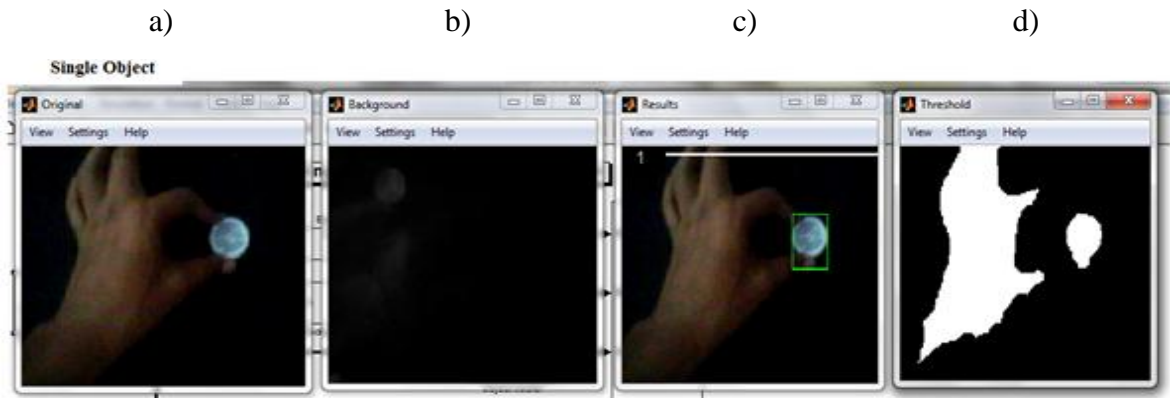 a) b) c) d)
Single Object
Original Background Results Threshold
View Settings Help View Settings Help View Settings Help View Settings Help
1